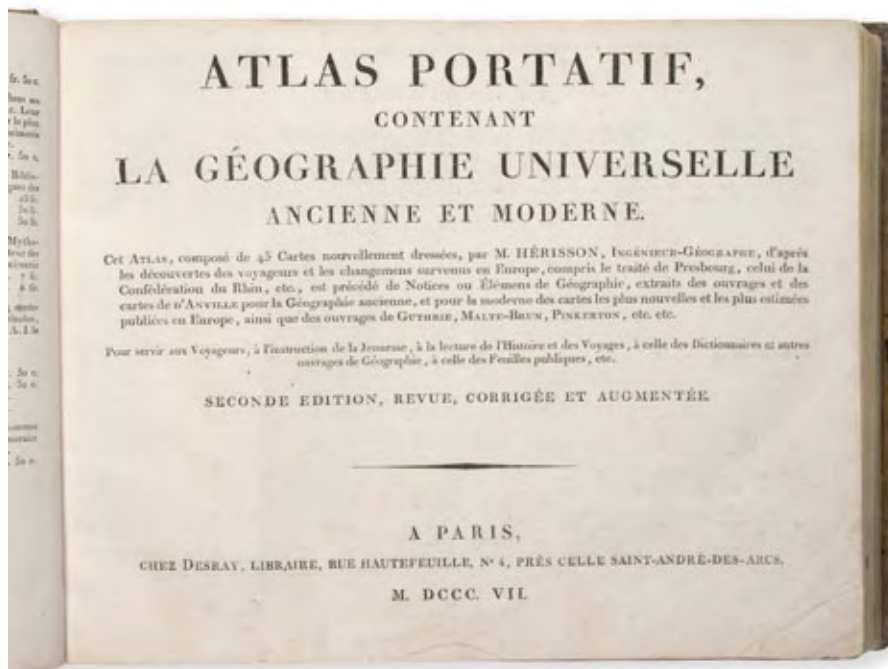 ATLAS PORTATIF,
CONTENANT
LA GÉOGRAPHIE UNIVERSELLE
ANCIENNE ET MODERNE.
Cet ATLAS, composé de 45 Cartes nouvellement dressées, par M. HÉRISSON, INGÉNIEUR-GÉOGRAPHE, d'après
les découvertes des voyageurs et les changemens survenus en Europe, compris le traité de Presbourg, celui de la
Confédération du Rhin, etc., est précédé de Notices ou Élémens de Géographie, extraits des ouvrages et des
cartes de D'ANVILLE pour la Géographie ancienne, et pour la moderne des cartes les plus nouvelles et les plus estimées
publiées en Europe, ainsi que des ouvrages de GUTHRIE, MALTE-BRUN, PINKERTON, etc. etc.
Pour servir aux Voyageurs, à l'instruction de la Jeunesse, à la lecture de l'Histoire et des Voyages, à celle des Dictionnaires et autres
ouvrages de Géographie, à celle des Feuilles publiques, etc.
SECONDE EDITION, REVUE, CORRIGÉE ET AUGMENTÉE.
A PARIS,
CHEZ DESRAY, LIBRAIRE, RUE HAUTEFEUILLE, Nº 4, PRÈS CELLE SAINT-ANDRÉ-DES-ARCS.
M. DCCC. VII.